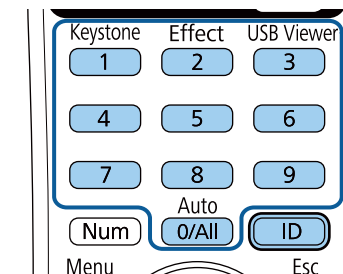 Keystone Effect USB Viewer
1 2 3
4 5 6
7 8 9
Auto
Num 0/All ID
Menu Esc